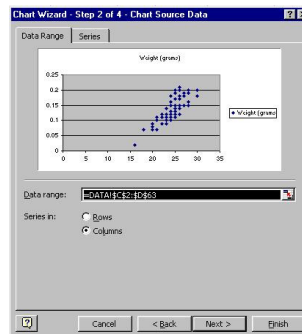 Chart Wizard - Step 2 of 4 - Chart Source Data
Data Range Series
Weight (grams)
0.25
0.2
0.15
0.1
0.05
0
0 5 10 15 20 25 30 35
Weight (grams)
Data range: =DATA!$C$2:$D$63
Series in: Rows
Columns
Cancel < Back Next > Finish